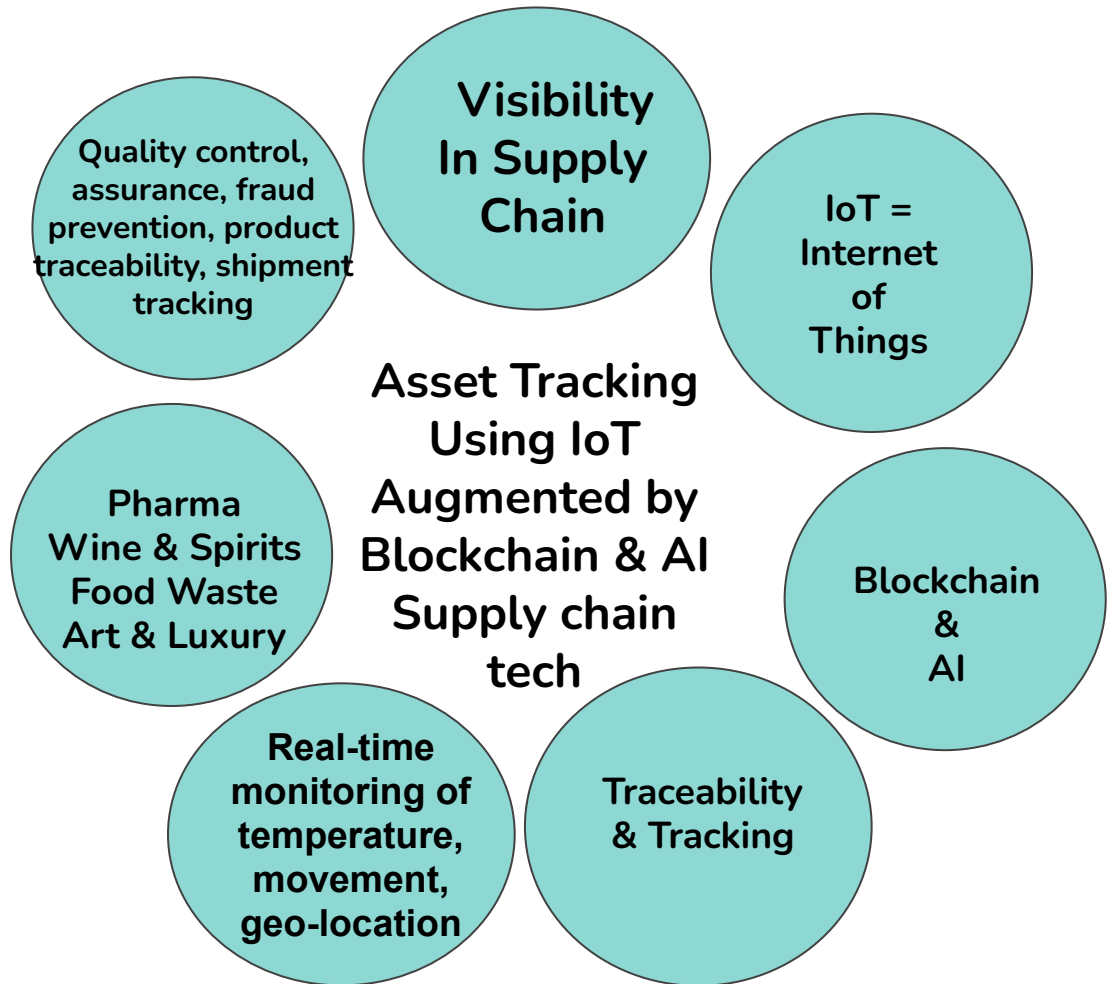 Visibility
In Supply
Chain
Quality control,
assurance, fraud
prevention, product
traceability, shipment
tracking
IoT =
Internet
of
Things
Asset Tracking
Using IoT
Augmented by
Blockchain & AI
Supply chain
tech
Pharma
Wine & Spirits
Food Waste
Art & Luxury
Blockchain
&
AI
Real-time
monitoring of
temperature,
movement,
geo-location
Traceability
& Tracking